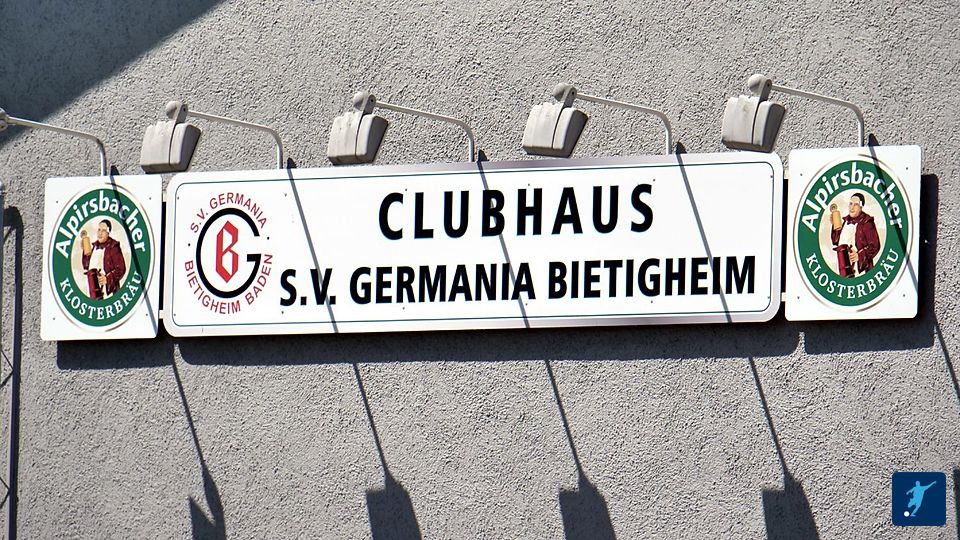 Alpirsbacher
KLOSTERBRÄU
S.V. GERMANIA
BIETIGHEIM BADEN
B
G
CLUBHAUS
S.V. GERMANIA BIETIGHEIM
Alpirsbacher
KLOSTERBRÄU